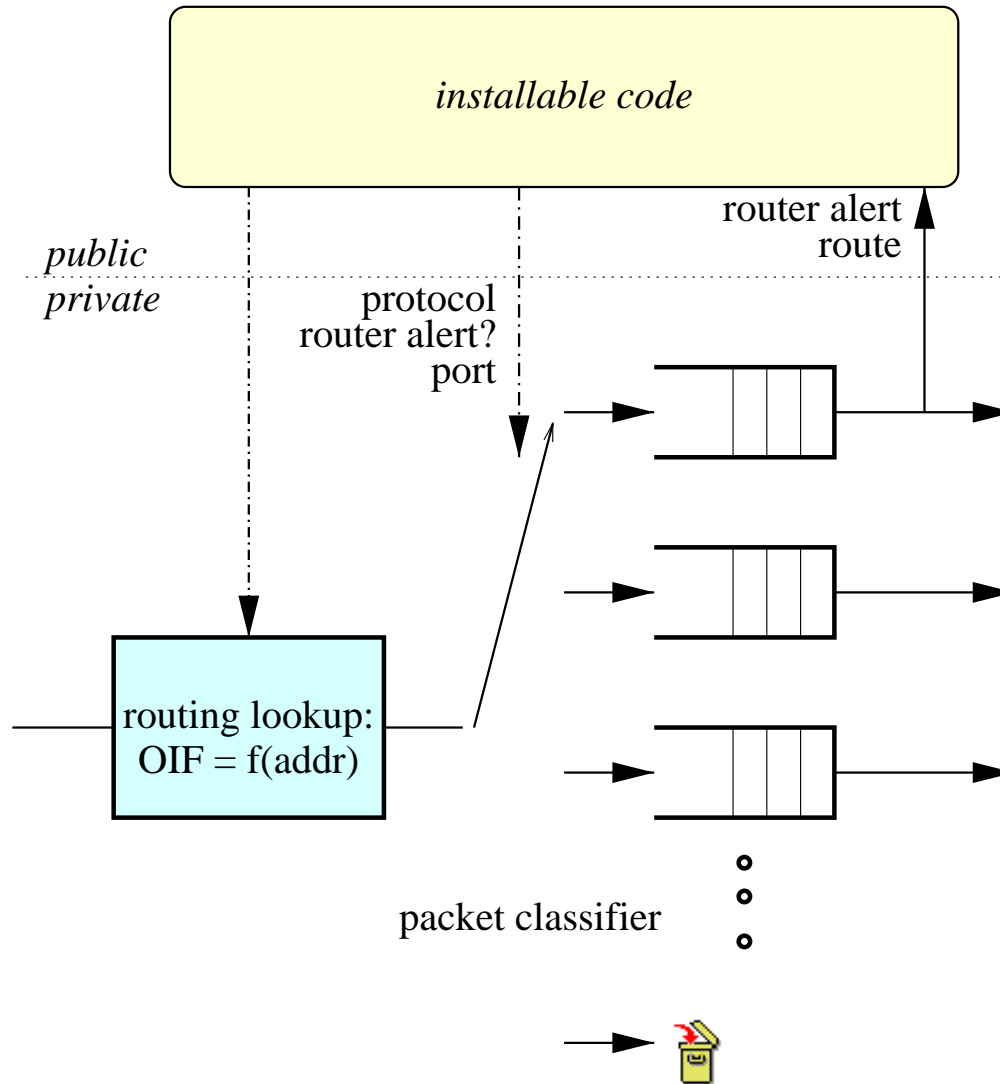 installable code
router alert
route
public
private
protocol
router alert?
port
routing lookup:
OIF = f(addr)
packet classifier